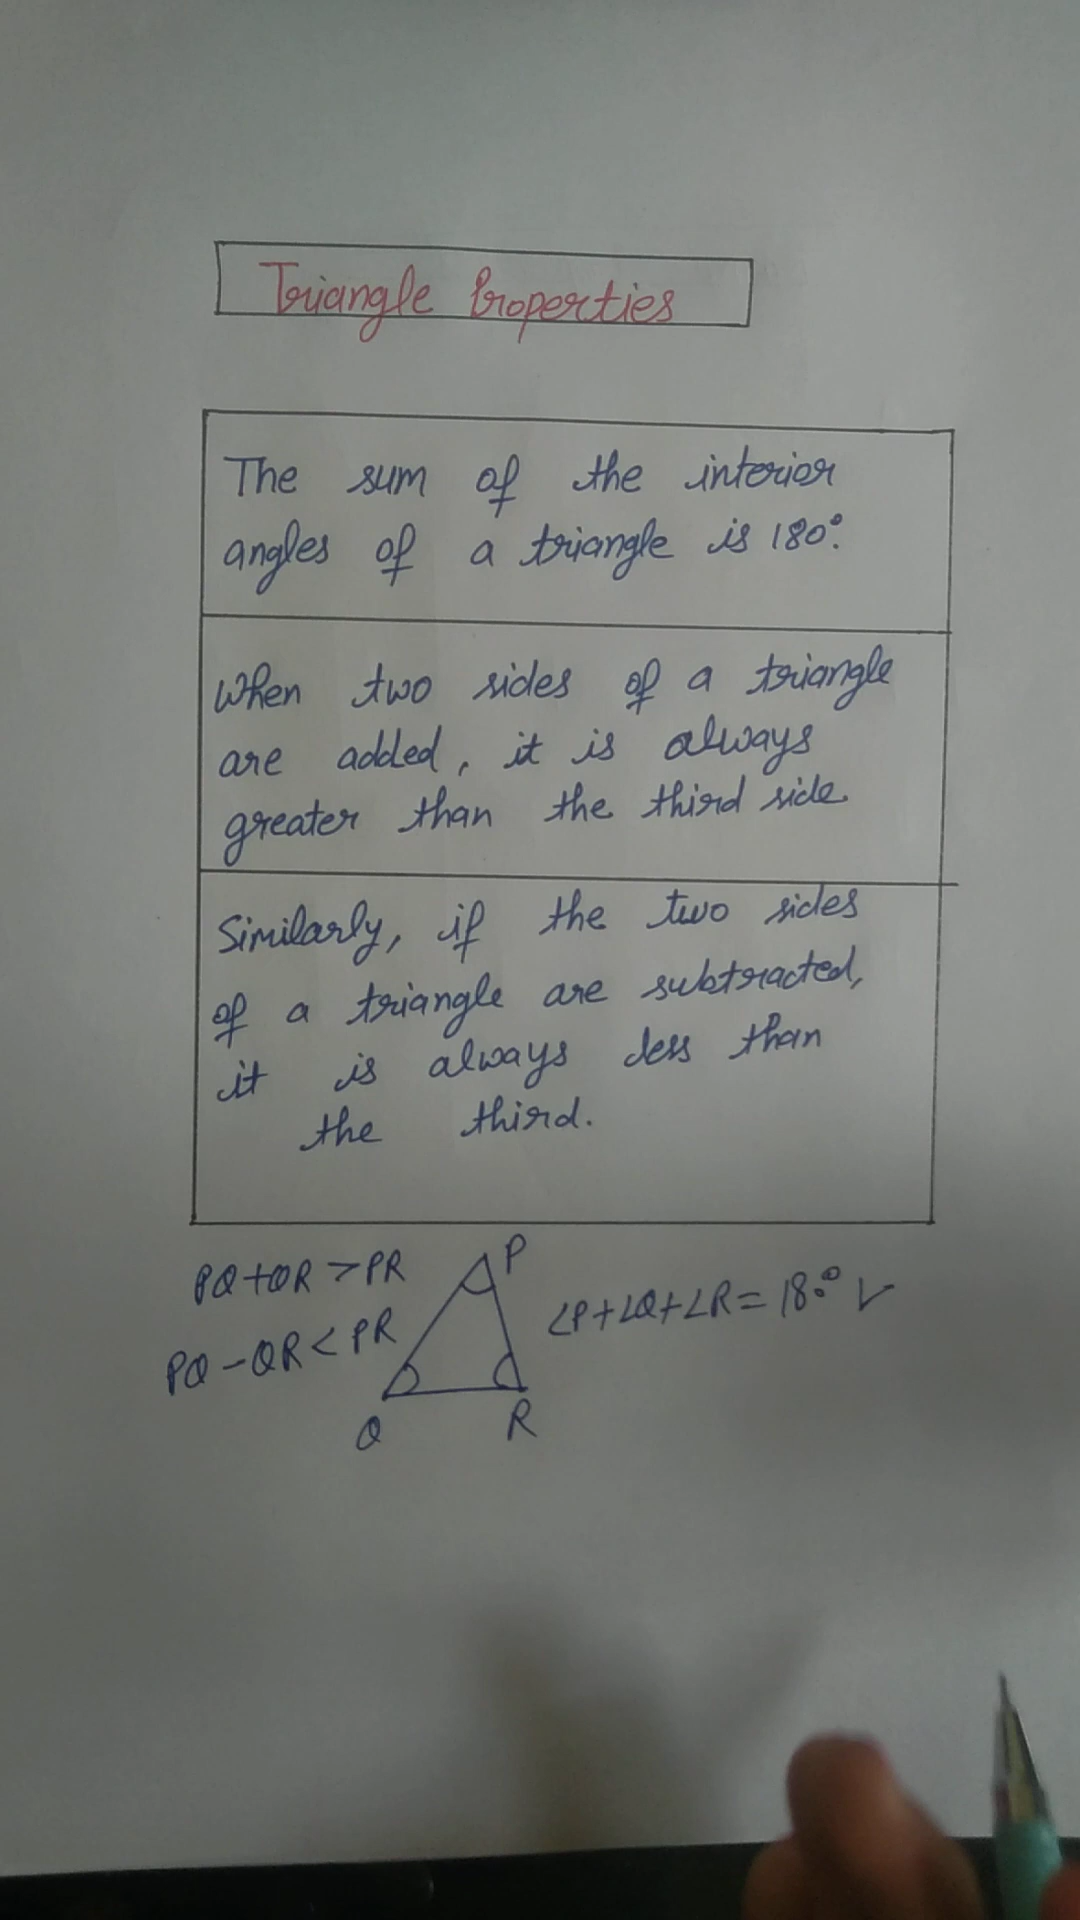 Triangle Properties
The sum of the interior
angles of a triangle is 180°.
When two sides of a triangle
are added, it is always
greater than the third side
Similarly, if the two sides
of a triangle are subtracted,
it is always less than
the third.
PQ+QR >PR
PQ-QR < PR
P
Q
R
∠P+∠Q+∠R= 180° ✓